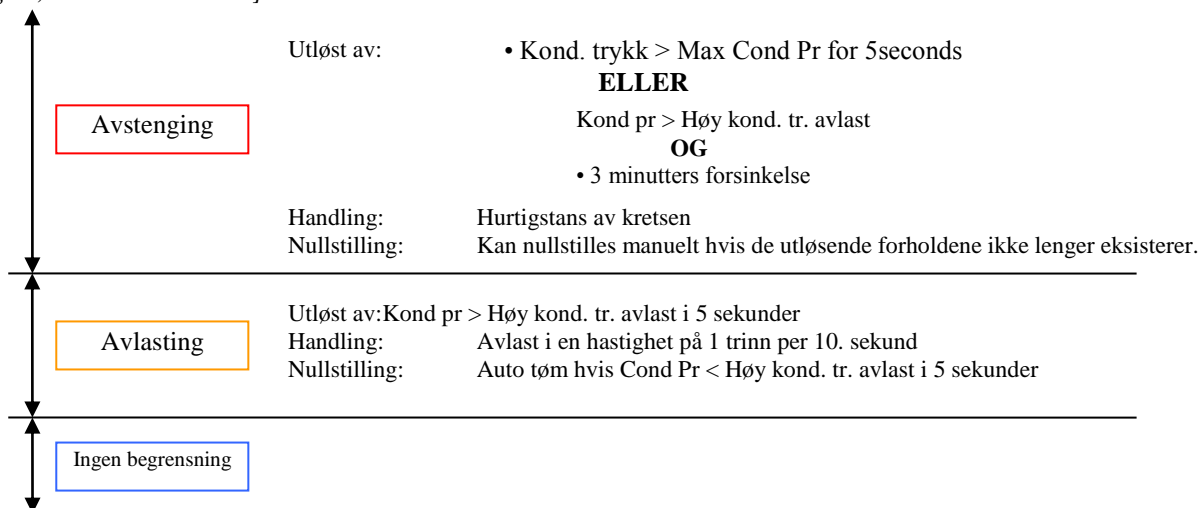 Utløst av: • Kond. trykk > Max Cond Pr for 5seconds
ELLER
Avstenging
Kond pr > Høy kond. tr. avlast
OG
• 3 minutters forsinkelse
Handling: Hurtigstans av kretsen
Nullstilling: Kan nullstilles manuelt hvis de utløsende forholdene ikke lenger eksisterer.
Utløst av:Kond pr > Høy kond. tr. avlast i 5 sekunder
Avlasting
Handling: Avlast i en hastighet på 1 trinn per 10. sekund
Nullstilling: Auto tøm hvis Cond Pr < Høy kond. tr. avlast i 5 sekunder
Ingen begrensning